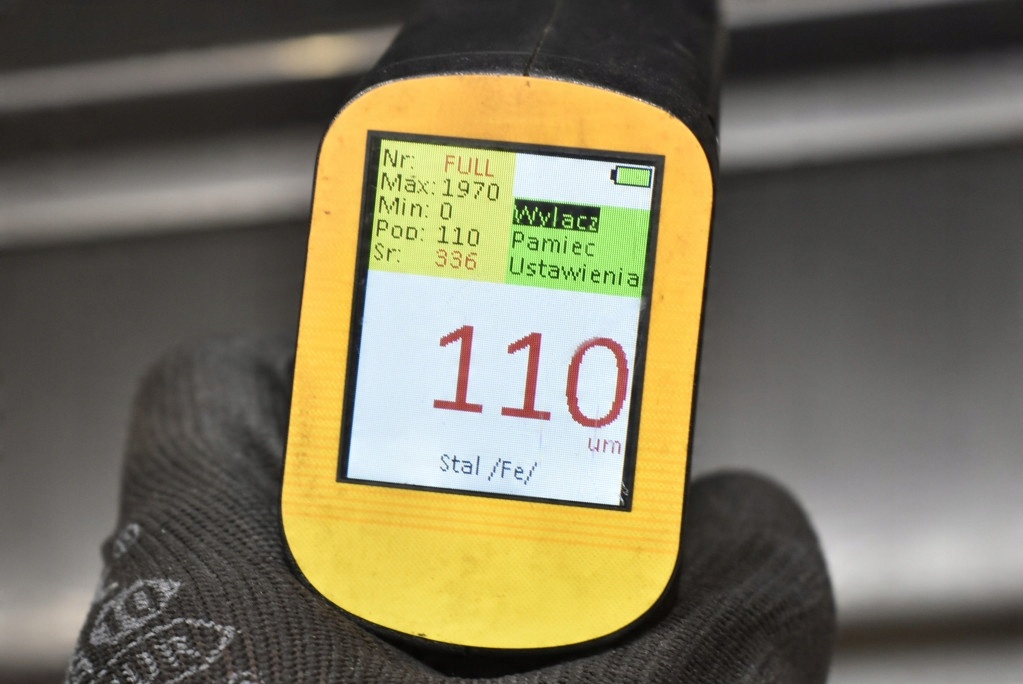 Nr: FULL
Max: 1970
Min: 0
Pop: 110
Sr: 336
Wylacz
Pamiec
Ustawienia
110
um
Stal /Fe/